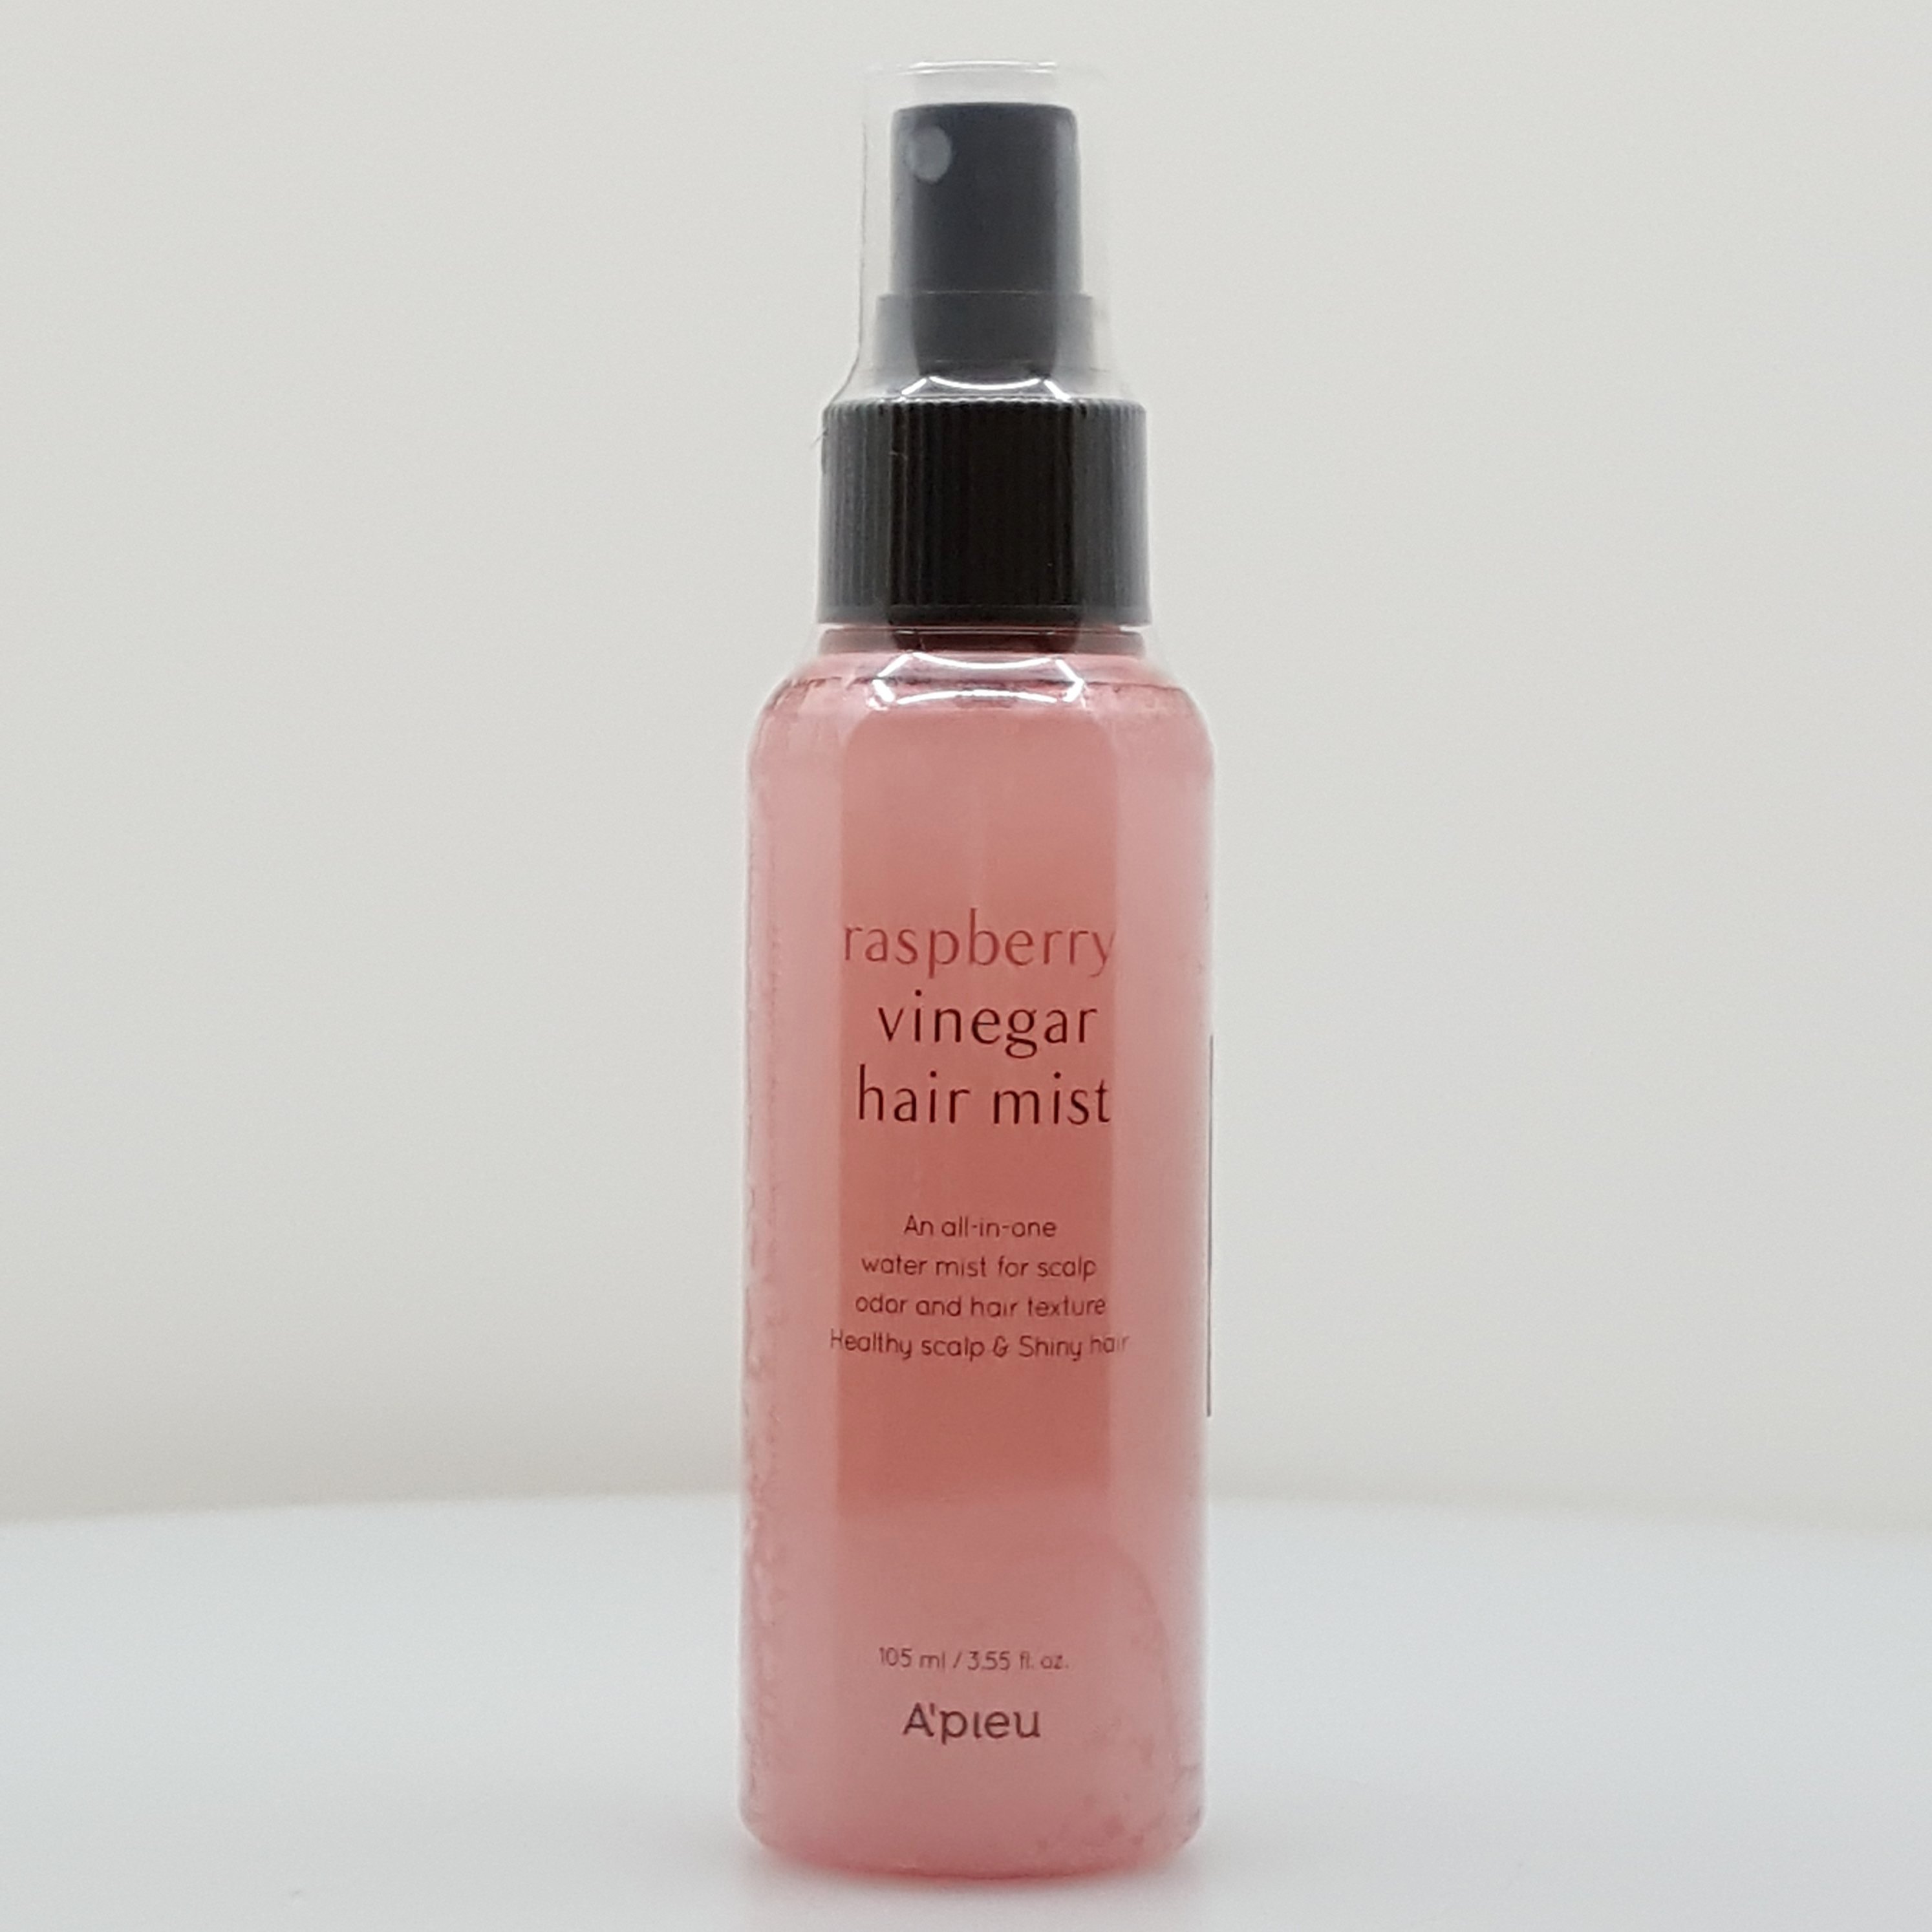 raspberry
vinegar
hair mist
An all-in-one
water mist for scalp
odor and hair texture
Healthy scalp & Shiny hair
105 ml / 3.55 fl. oz.
A'pieu